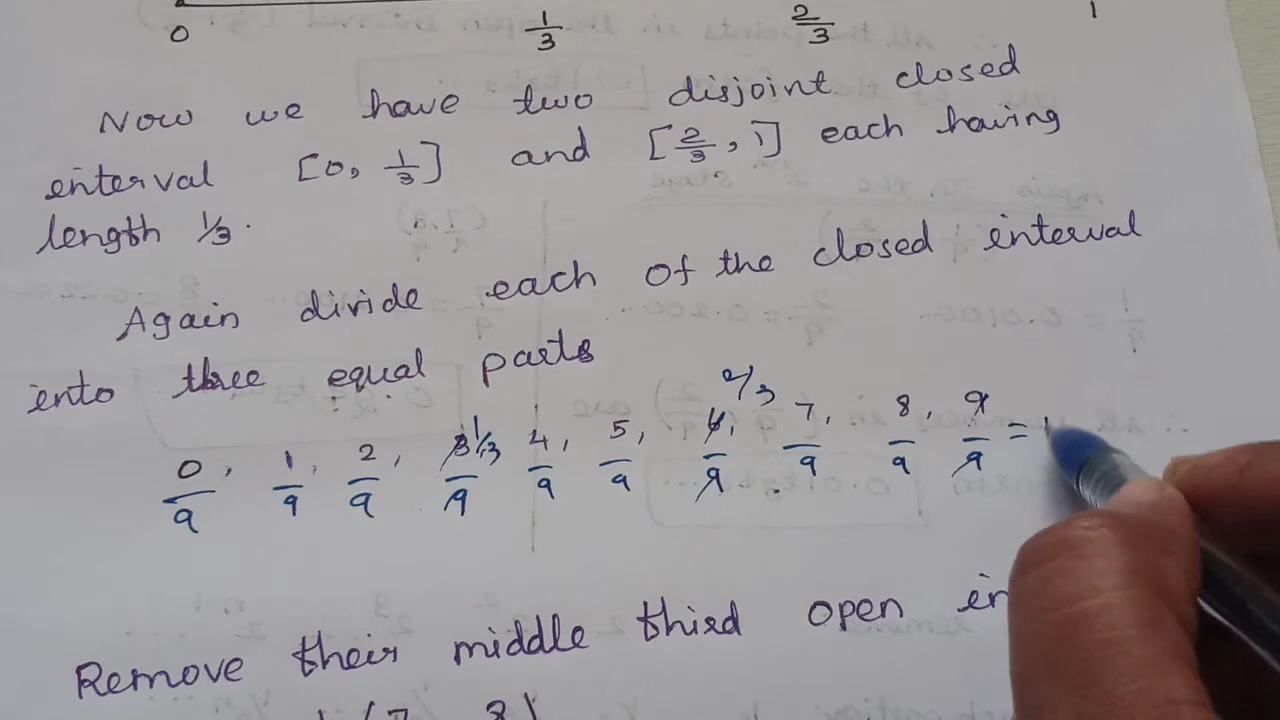 0 1/3 2/3 1
Now we have two disjoint closed
interval [0, 1/3] and [2/3, 1] each having
length 1/3.
Again divide each of the closed interval
into three equal parts
2/3
0/9, 1/9, 2/9, 3/9 1/3, 4/9, 5/9, 6/9, 7/9, 8/9, 9/9 = 1
Remove their middle third open in